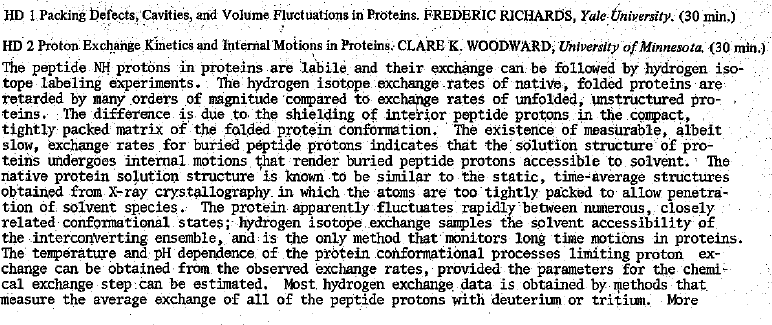 HD 1 Packing Defects, Cavities, and Volume Fluctuations in Proteins. FREDERIC RICHARDS, Yale University. (30 min.)
HD 2 Proton Exchange Kinetics and Internal Motions in Proteins. CLARE K. WOODWARD, University of Minnesota. (30 min.)
The peptide NH protons in proteins are labile and their exchange can be followed by hydrogen iso-
tope labeling experiments. The hydrogen isotope exchange rates of native, folded proteins are
retarded by many orders of magnitude compared to exchange rates of unfolded, unstructured pro-
teins. The difference is due to the shielding of interior peptide protons in the compact,
tightly packed matrix of the folded protein conformation. The existence of measurable, albeit
slow, exchange rates for buried peptide protons indicates that the solution structure of pro-
teins undergoes internal motions that render buried peptide protons accessible to solvent. The
native protein solution structure is known to be similar to the static, time-average structures
obtained from X-ray crystallography in which the atoms are too tightly packed to allow penetra-
tion of solvent species. The protein apparently fluctuates rapidly between numerous, closely
related conformational states; hydrogen isotope exchange samples the solvent accessibility of
the interconverting ensemble, and is the only method that monitors long time motions in proteins.
The temperature and pH dependence of the protein conformational processes limiting proton ex-
change can be obtained from the observed exchange rates, provided the parameters for the chemi-
cal exchange step can be estimated. Most hydrogen exchange data is obtained by methods that
measure the average exchange of all of the peptide protons with deuterium or tritium. More